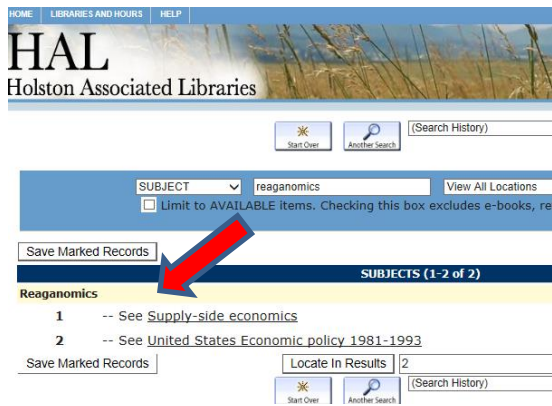 HOME LIBRARIES AND HOURS HELP
HAL
Holston Associated Libraries
Start Over Another Search (Search History)
SUBJECT reaganomics View All Locations
Limit to AVAILABLE items. Checking this box excludes e-books, re
Save Marked Records
SUBJECTS (1-2 of 2)
Reaganomics
1 -- See Supply-side economics
2 -- See United States Economic policy 1981-1993
Save Marked Records Locate In Results 2
Start Over Another Search (Search History)